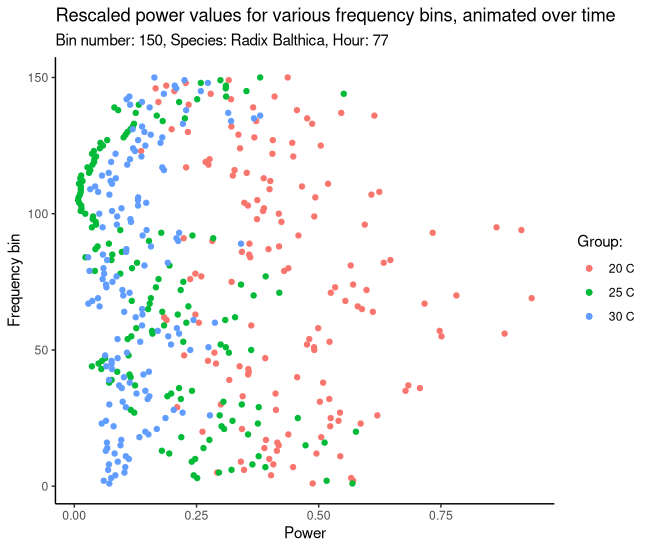 Rescaled power values for various frequency bins, animated over time
Bin number: 150, Species: Radix Balthica, Hour: 77
150
100
50
0
Frequency bin
0.00
0.25
0.50
0.75
Power
Group:
20 C
25 C
30 C